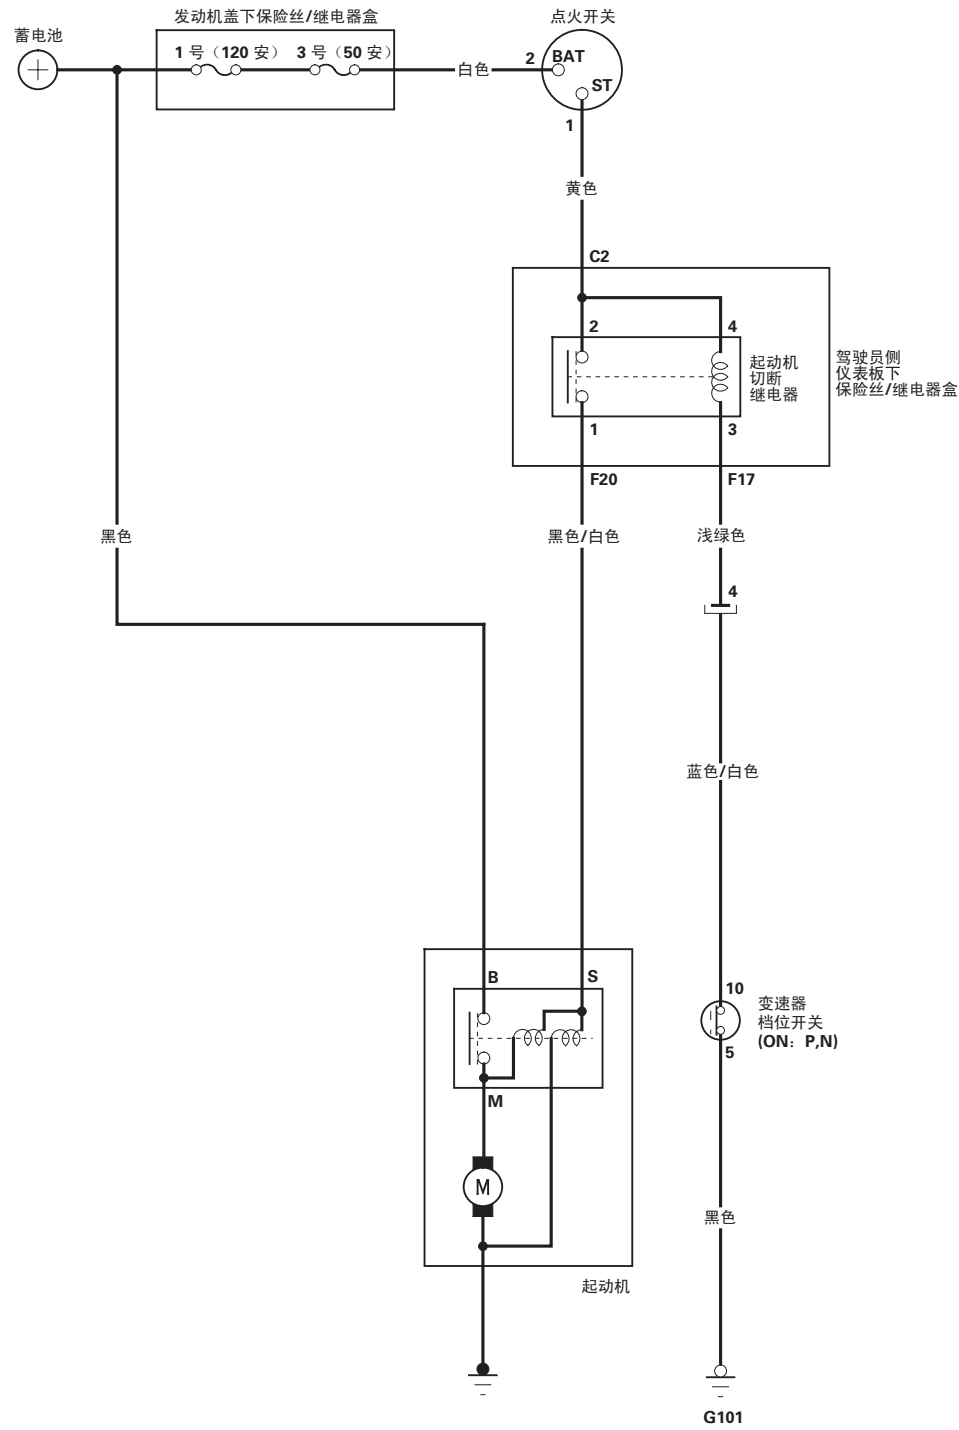 发动机盖下保险丝/继电器盒
点火开关
蓄电池
1 号（120 安）
3 号（50 安）
白色
2
BAT
ST
1
黄色
C2
2
4
起动机
切断
继电器
驾驶员侧
仪表板下
保险丝/继电器盒
1
3
F20
F17
黑色
黑色/白色
浅绿色
4
蓝色/白色
B
S
10
变速器
档位开关
(ON：P,N)
5
M
M
黑色
起动机
G101